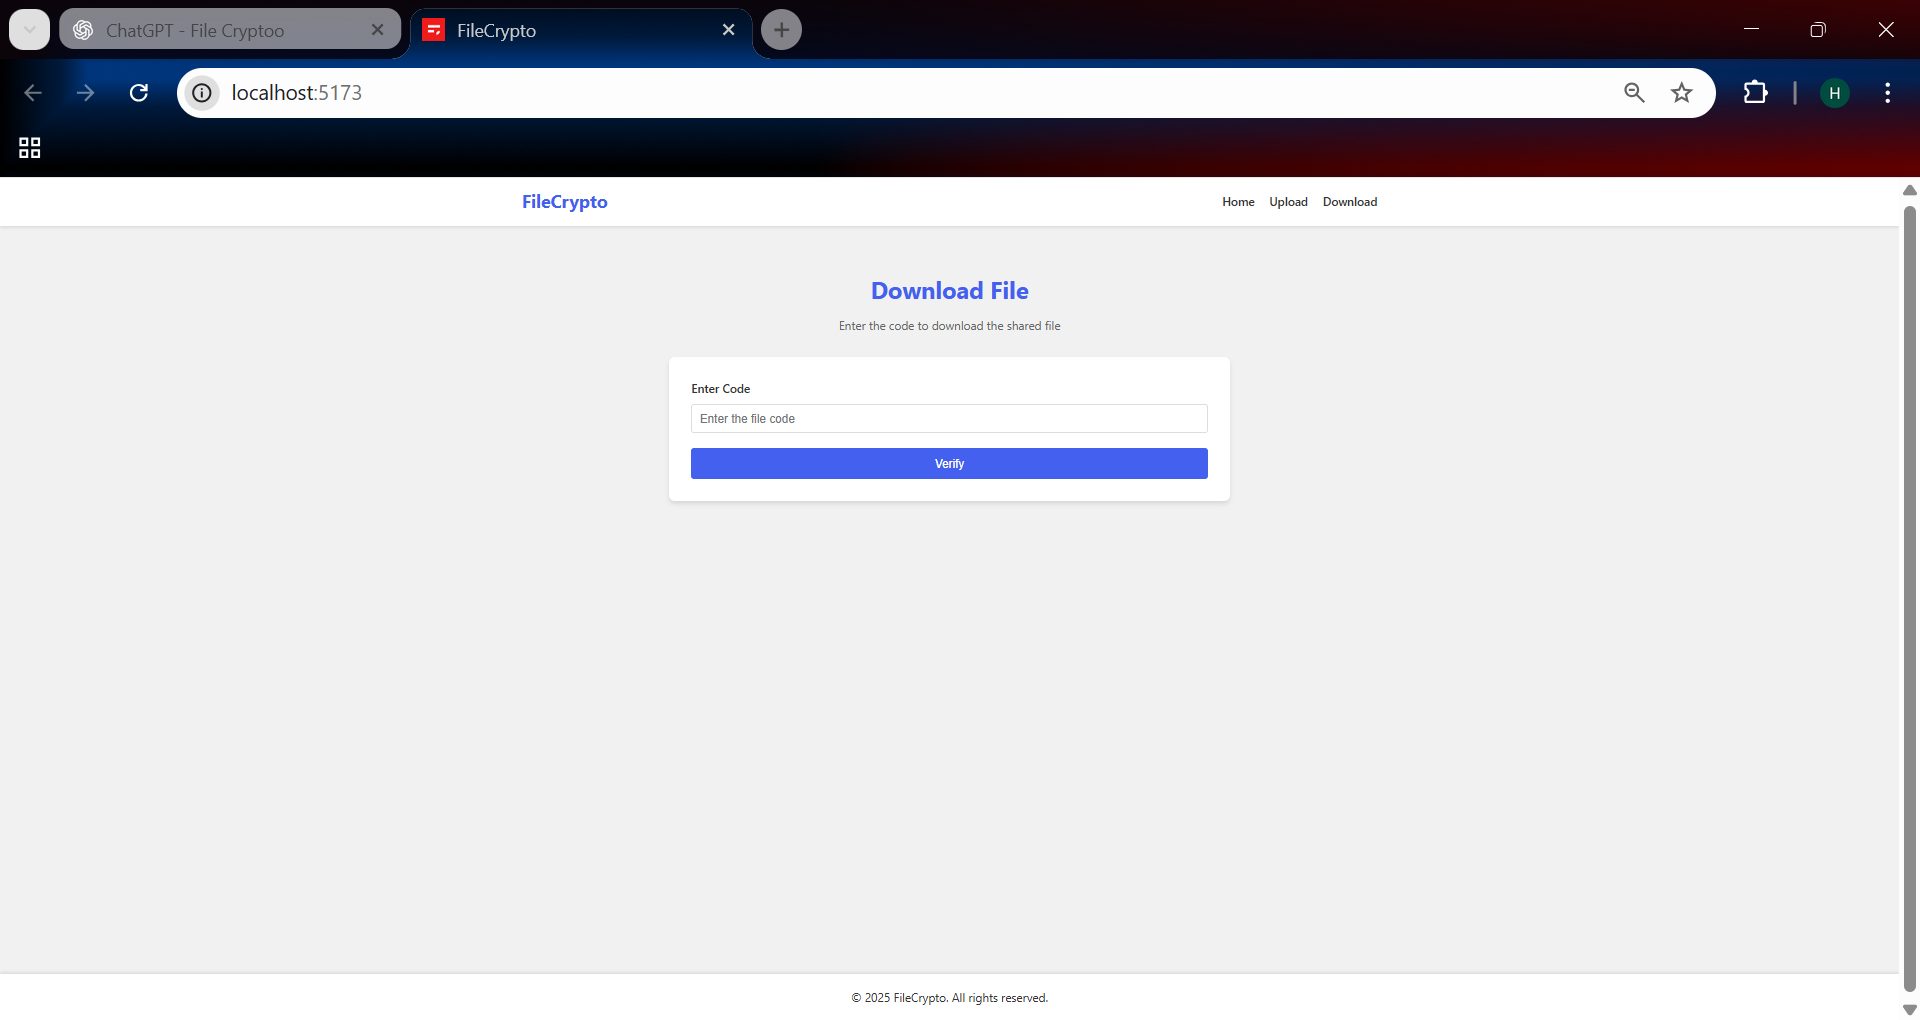 ChatGPT - File Cryptoo
FileCrypto
localhost:5173
H
FileCrypto
Home Upload Download
Download File
Enter the code to download the shared file
Enter Code
Enter the file code
Verify
© 2025 FileCrypto. All rights reserved.